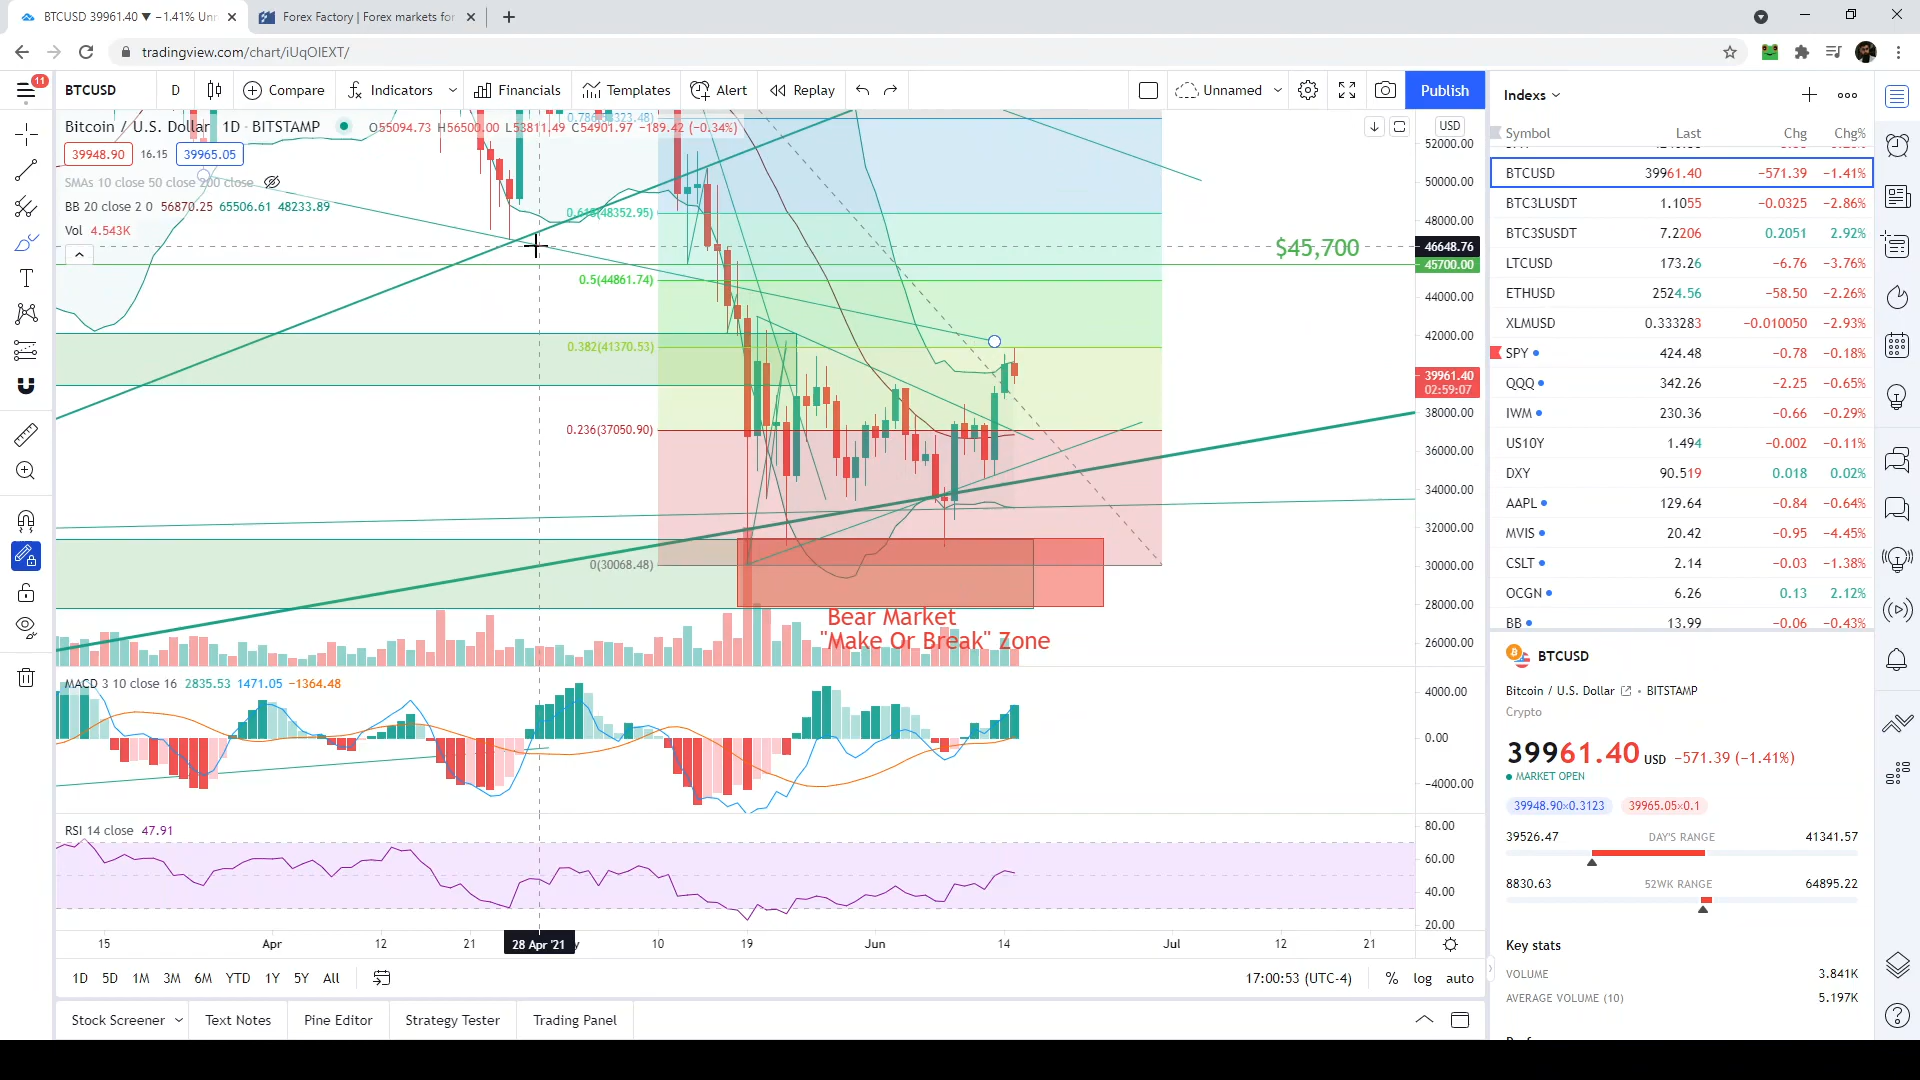 BTCUSD 39961.40 ▼ −1.41% Unn
Forex Factory | Forex markets for
tradingview.com/chart/iUqOIEXT/
11
BTCUSD D Compare Indicators Financials Templates Alert Replay Unnamed Publish
Bitcoin / U.S. Dollar 1D · BITSTAMP O55094.73 H56500.00 L53811.49 C54901.97 −189.42 (−0.34%)
39948.90 16.15 39965.05
SMAs 10 close 50 close 200 close
BB 20 close 2 0 56870.25 65506.61 48233.89
Vol 4.543K
0.618(48352.95)
0.5(44861.74)
0.382(41370.53)
0.236(37050.90)
0(30068.48)
$45,700
Bear Market
"Make Or Break" Zone
USD
52000.00
50000.00
48000.00
46648.76
45700.00
44000.00
42000.00
39961.40
02:59:07
38000.00
36000.00
34000.00
32000.00
30000.00
28000.00
26000.00
MACD 3 10 close 16 2835.53 1471.05 −1364.48
4000.00
0.00
−4000.00
RSI 14 close 47.91
80.00
60.00
40.00
20.00
15 Apr 12 21 28 Apr '21 10 19 Jun 14 Jul 12 21
1D 5D 1M 3M 6M YTD 1Y 5Y All 17:00:53 (UTC-4) % log auto
Stock Screener Text Notes Pine Editor Strategy Tester Trading Panel
Indexs
Symbol Last Chg Chg%
BTCUSD 39961.40 −571.39 −1.41%
BTC3LUSDT 1.1055 −0.0325 −2.86%
BTC3SUSDT 7.2206 0.2051 2.92%
LTCUSD 173.26 −6.76 −3.76%
ETHUSD 2524.56 −58.50 −2.26%
XLMUSD 0.333283 −0.010050 −2.93%
SPY 424.48 −0.78 −0.18%
QQQ 342.26 −2.25 −0.65%
IWM 230.36 −0.66 −0.29%
US10Y 1.494 −0.002 −0.11%
DXY 90.519 0.018 0.02%
AAPL 129.64 −0.84 −0.64%
MVIS 20.42 −0.95 −4.45%
CSLT 2.14 −0.03 −1.38%
OCGN 6.26 0.13 2.12%
BB 13.99 −0.06 −0.43%
BTCUSD
Bitcoin / U.S. Dollar • BITSTAMP
Crypto
39961.40 USD −571.39 (−1.41%)
MARKET OPEN
39948.90×0.3123 39965.05×0.1
39526.47 DAY'S RANGE 41341.57
8830.63 52WK RANGE 64895.22
Key stats
VOLUME 3.841K
AVERAGE VOLUME (10) 5.197K